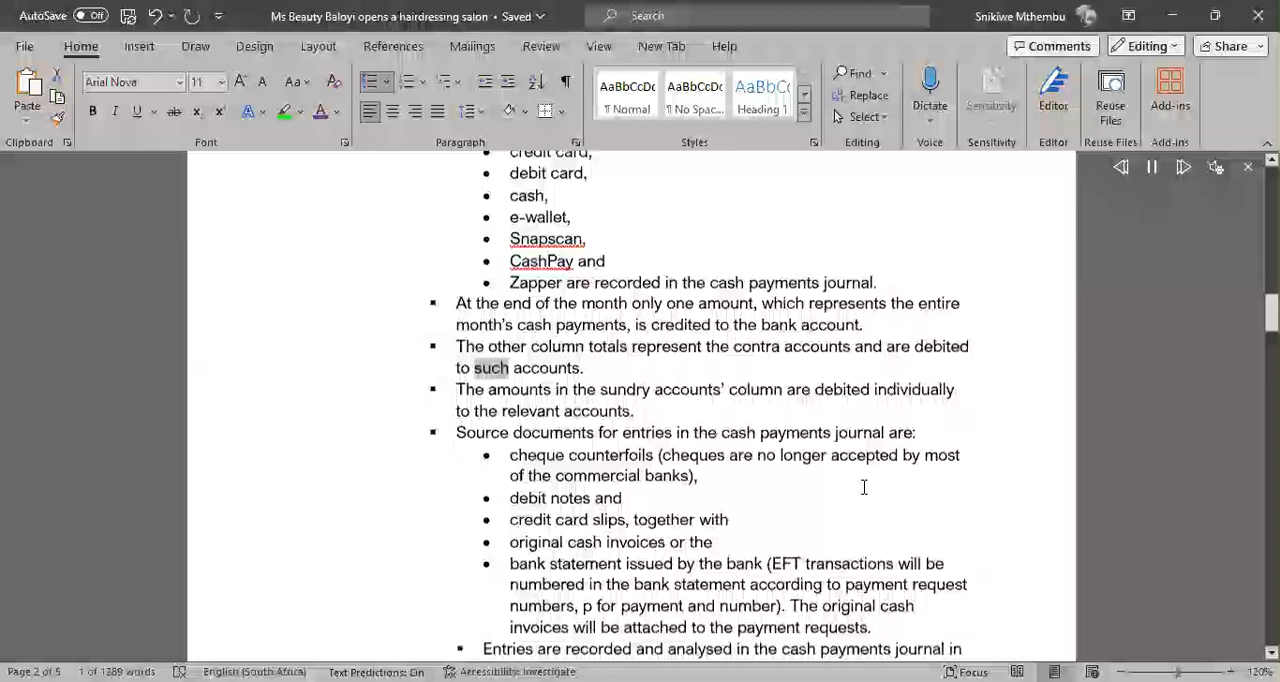 AutoSave Off Ms Beauty Baloyi opens a hairdressing salon • Saved Search Snikiwe Mthembu
File Home Insert Draw Design Layout References Mailings Review View New Tab Help Comments Editing Share
Paste Arial Nova 11 A A Aa A
B I U ab x x A A
AaBbCcDc AaBbCcDc AaBbCc
¶ Normal ¶ No Spac... Heading 1
Find Replace Select
Dictate Sensitivity Editor Reuse Files Add-ins
Clipboard Font Paragraph Styles Editing Voice Sensitivity Editor Reuse Files Add-ins
credit card,
debit card,
cash,
e-wallet,
Snapscan,
CashPay and
Zapper are recorded in the cash payments journal.
At the end of the month only one amount, which represents the entire
month's cash payments, is credited to the bank account.
The other column totals represent the contra accounts and are debited
to such accounts.
The amounts in the sundry accounts' column are debited individually
to the relevant accounts.
Source documents for entries in the cash payments journal are:
cheque counterfoils (cheques are no longer accepted by most
of the commercial banks),
debit notes and
credit card slips, together with
original cash invoices or the
bank statement issued by the bank (EFT transactions will be
numbered in the bank statement according to payment request
numbers, p for payment and number). The original cash
invoices will be attached to the payment requests.
Entries are recorded and analysed in the cash payments journal in
Page 2 of 5 1 of 1289 words English (South Africa) Text Predictions: On Accessibility: Investigate Focus 120%